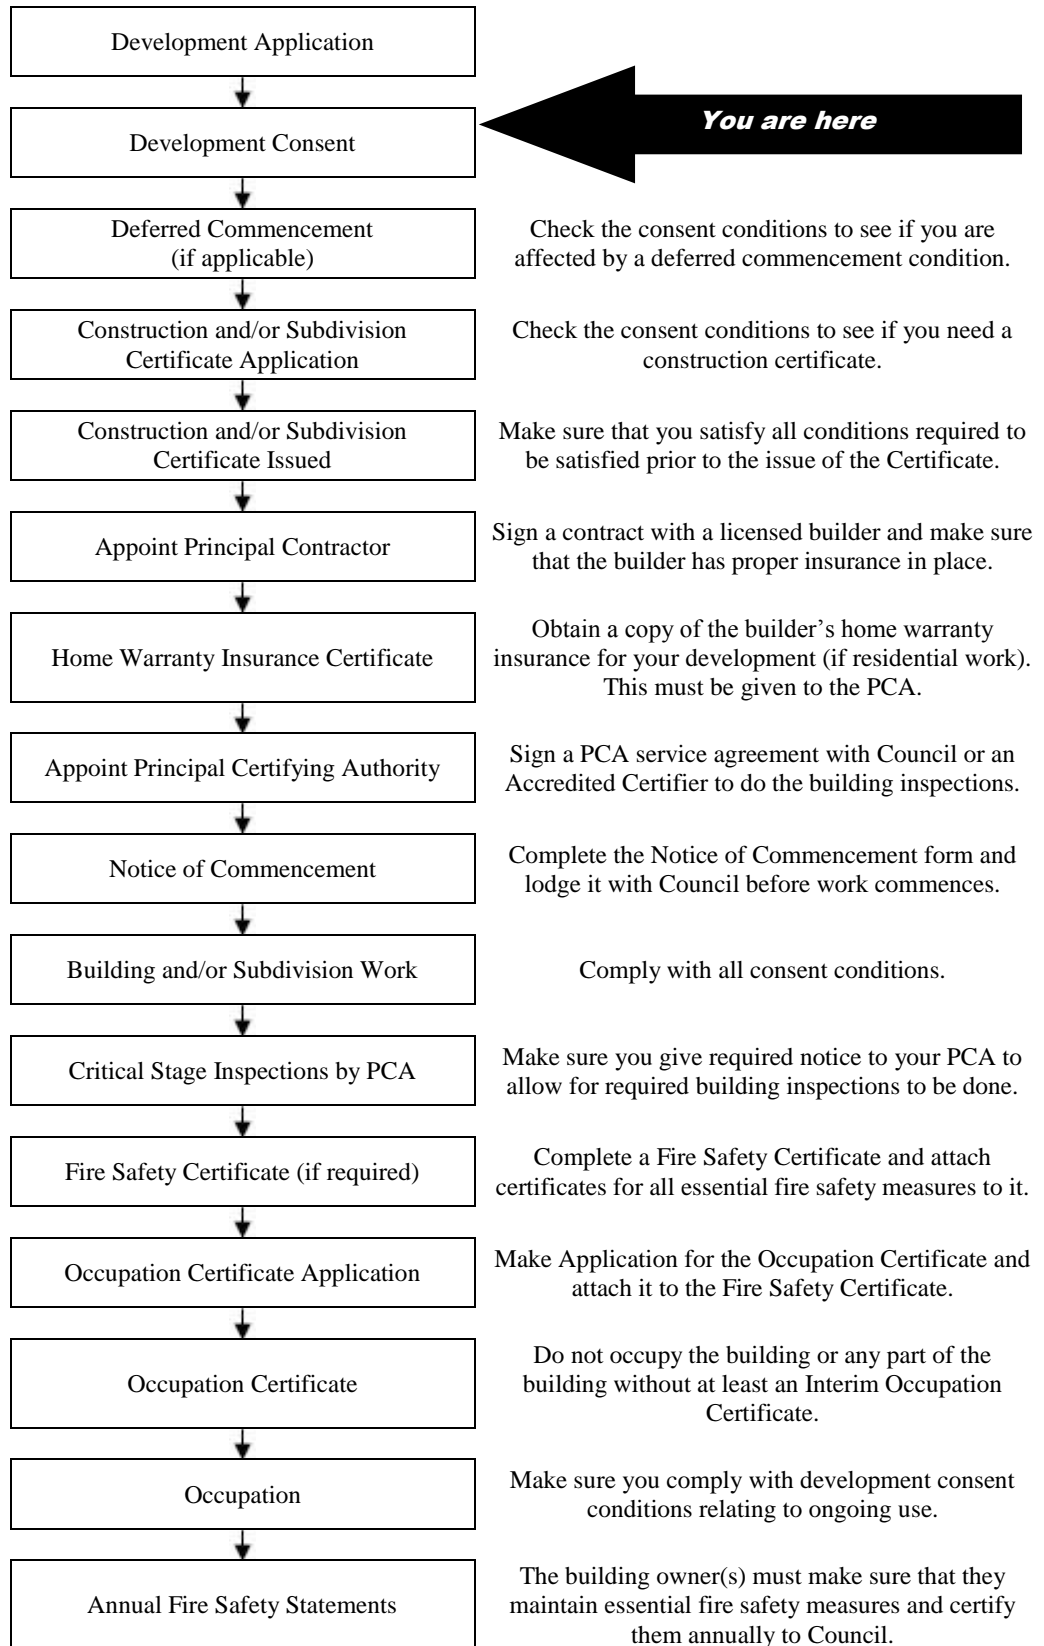 Development Application
Development Consent
You are here
Deferred Commencement
(if applicable)
Check the consent conditions to see if you are
affected by a deferred commencement condition.
Construction and/or Subdivision
Certificate Application
Check the consent conditions to see if you need a
construction certificate.
Construction and/or Subdivision
Certificate Issued
Make sure that you satisfy all conditions required to
be satisfied prior to the issue of the Certificate.
Appoint Principal Contractor
Sign a contract with a licensed builder and make sure
that the builder has proper insurance in place.
Home Warranty Insurance Certificate
Obtain a copy of the builder’s home warranty
insurance for your development (if residential work).
This must be given to the PCA.
Appoint Principal Certifying Authority
Sign a PCA service agreement with Council or an
Accredited Certifier to do the building inspections.
Notice of Commencement
Complete the Notice of Commencement form and
lodge it with Council before work commences.
Building and/or Subdivision Work
Comply with all consent conditions.
Critical Stage Inspections by PCA
Make sure you give required notice to your PCA to
allow for required building inspections to be done.
Fire Safety Certificate (if required)
Complete a Fire Safety Certificate and attach
certificates for all essential fire safety measures to it.
Occupation Certificate Application
Make Application for the Occupation Certificate and
attach it to the Fire Safety Certificate.
Occupation Certificate
Do not occupy the building or any part of the
building without at least an Interim Occupation
Certificate.
Occupation
Make sure you comply with development consent
conditions relating to ongoing use.
Annual Fire Safety Statements
The building owner(s) must make sure that they
maintain essential fire safety measures and certify
them annually to Council.